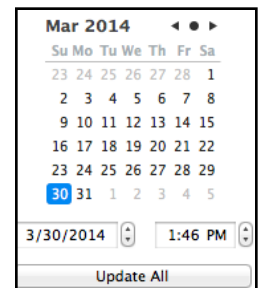 Mar 2014
Su Mo Tu We Th Fr Sa
23 24 25 26 27 28 1
2 3 4 5 6 7 8
9 10 11 12 13 14 15
16 17 18 19 20 21 22
23 24 25 26 27 28 29
30 31 1 2 3 4 5
3/30/2014 1:46 PM
Update All